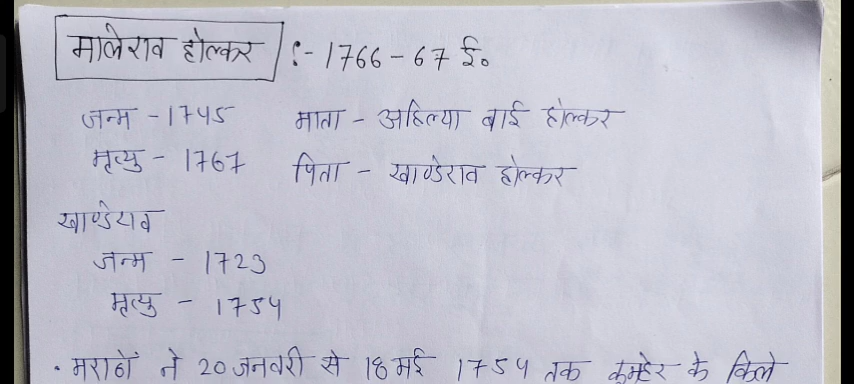 मालेराव होल्कर :- 1766-67 ई०
जन्म - 1745 माता - अहिल्या बाई होल्कर
मृत्यु - 1767 पिता - खाण्डेराव होल्कर
खाण्डेराव
जन्म - 1723
मृत्यु - 1754
• मराठों ने 20 जनवरी से 18 मई 1754 तक कुम्हेर के किले